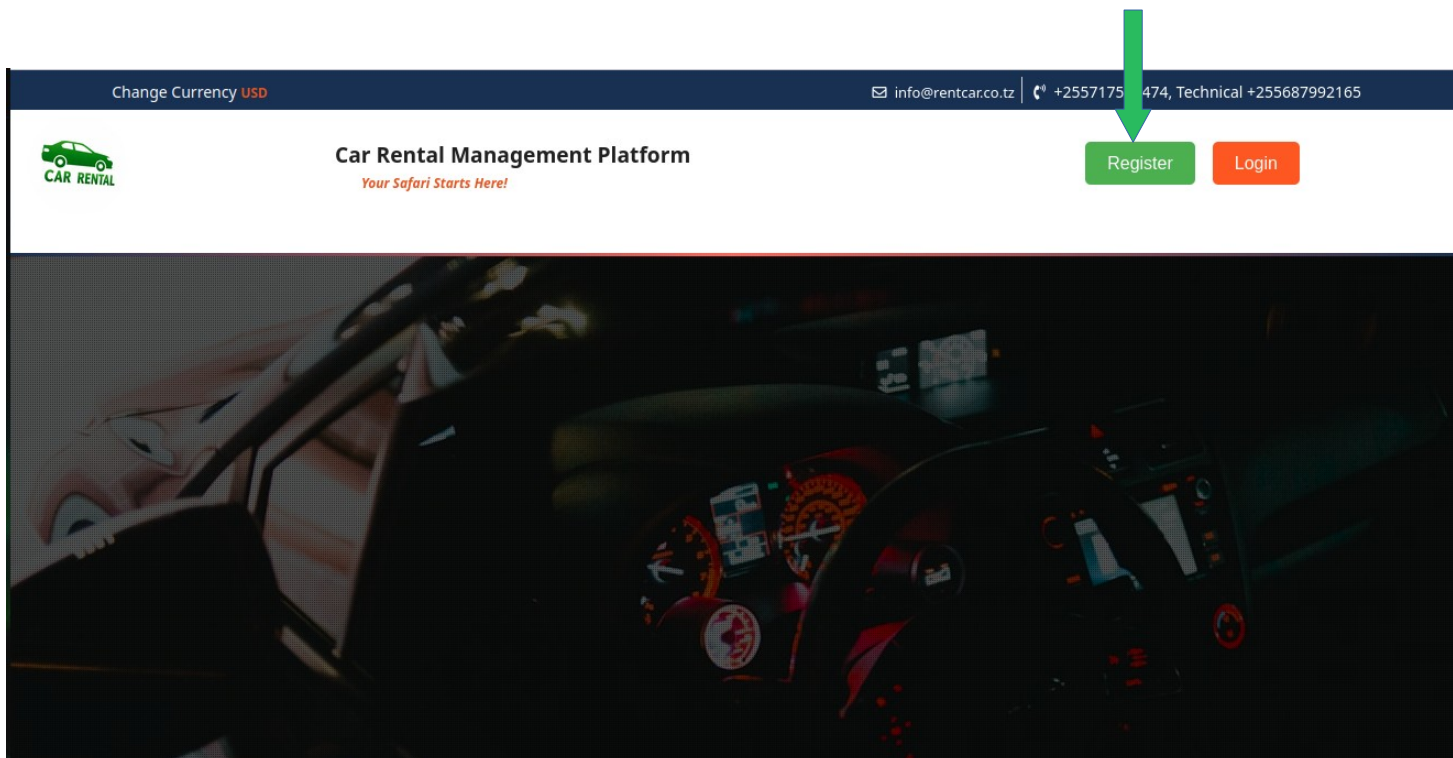 Change Currency USD
info@rentcar.co.tz
474, Technical +255687992165
CAR RENTAL
Car Rental Management Platform
Your Safari Starts Here!
Register
Login